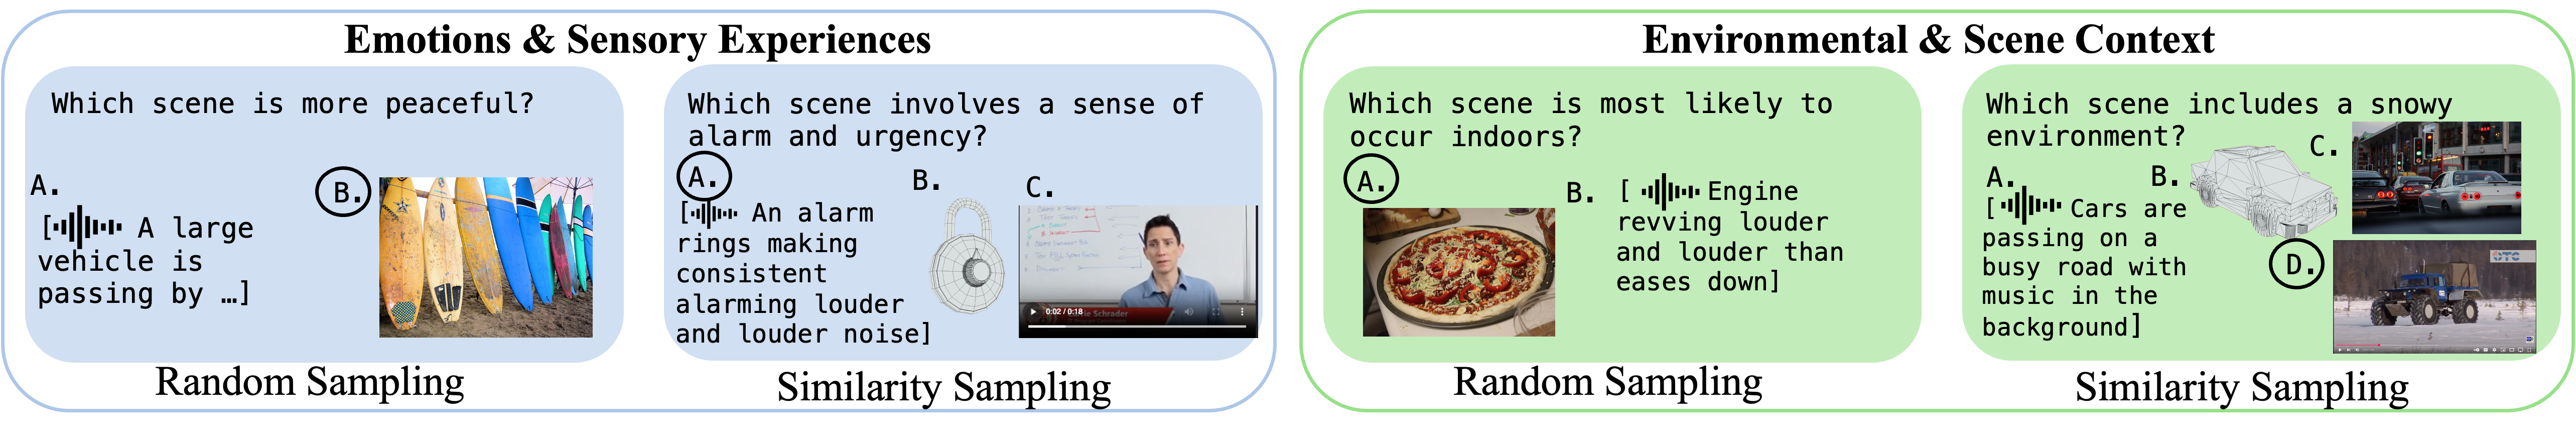 Emotions & Sensory Experiences
Which scene is more peaceful?
A.
[ A large
vehicle is
passing by …]
B.
Random Sampling
Which scene involves a sense of
alarm and urgency?
A.
[ An alarm
rings making
consistent
alarming louder
and louder noise]
B.
C.
0:02 / 0:18
Schrader
Similarity Sampling
Environmental & Scene Context
Which scene is most likely to
occur indoors?
A.
B. [ Engine
revving louder
and louder than
eases down]
Random Sampling
Which scene includes a snowy
environment?
A.
[ Cars are
passing on a
busy road with
music in the
background]
B.
C.
D.
Similarity Sampling